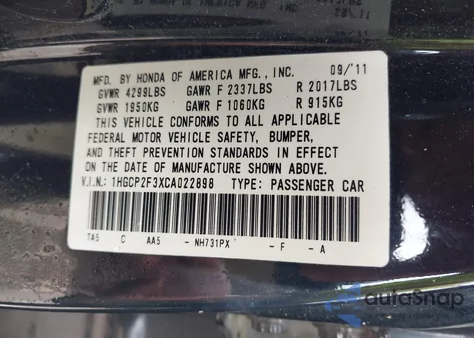 MFD. BY HONDA OF AMERICA MFG., INC. 09/'11
GVWR 4299LBS GAWR F 2337LBS R 2017LBS
GVWR 1950KG GAWR F 1060KG R 915KG
THIS VEHICLE CONFORMS TO ALL APPLICABLE
FEDERAL MOTOR VEHICLE SAFETY, BUMPER,
AND THEFT PREVENTION STANDARDS IN EFFECT
ON THE DATE OF MANUFACTURE SHOWN ABOVE.
V.I.N.: 1HGCP2F3XCA022898 TYPE: PASSENGER CAR
TA5 C AA5 - NH731PX - F - A
autoSnap